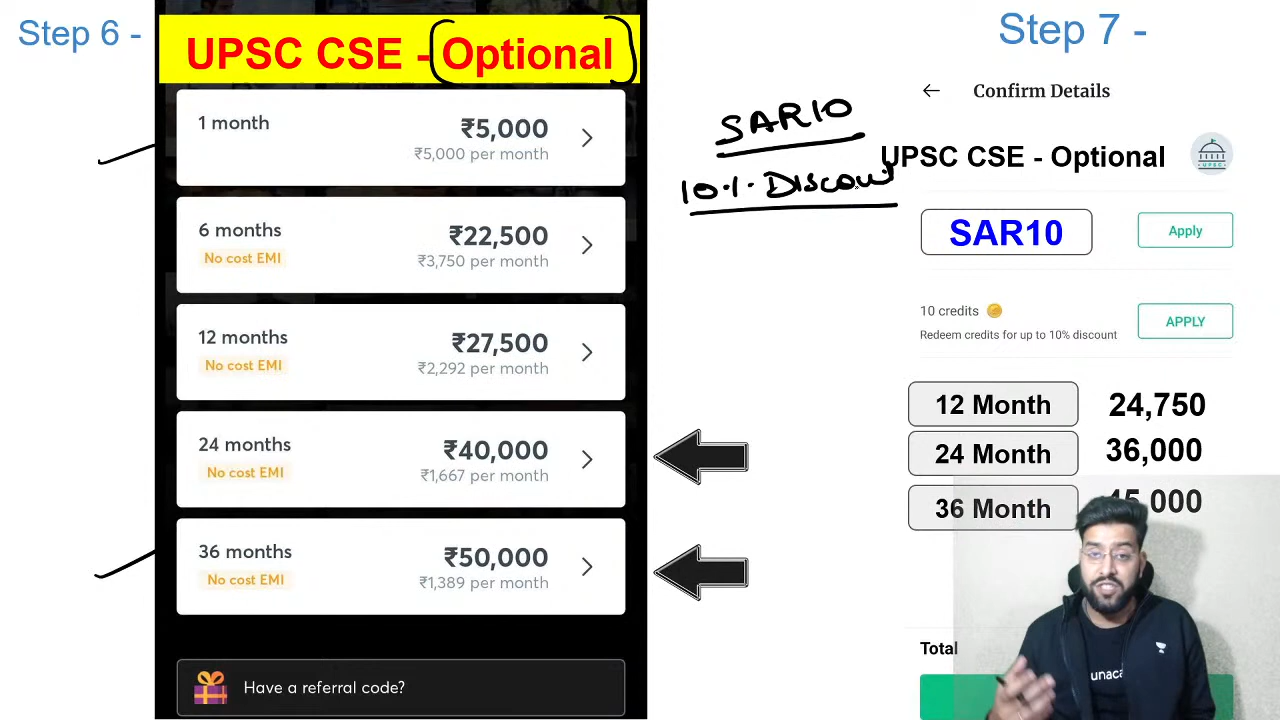 Step 6 -
UPSC CSE - Optional
1 month
₹5,000
₹5,000 per month
6 months
₹22,500
No cost EMI
₹3,750 per month
12 months
₹27,500
No cost EMI
₹2,292 per month
24 months
₹40,000
No cost EMI
₹1,667 per month
36 months
₹50,000
No cost EMI
₹1,389 per month
Have a referral code?
SAR10
10% Discount
Step 7 -
Confirm Details
UPSC CSE - Optional
UPSC
SAR10
Apply
10 credits
Redeem credits for up to 10% discount
APPLY
12 Month 24,750
24 Month 36,000
36 Month 45,000
Total
unaca